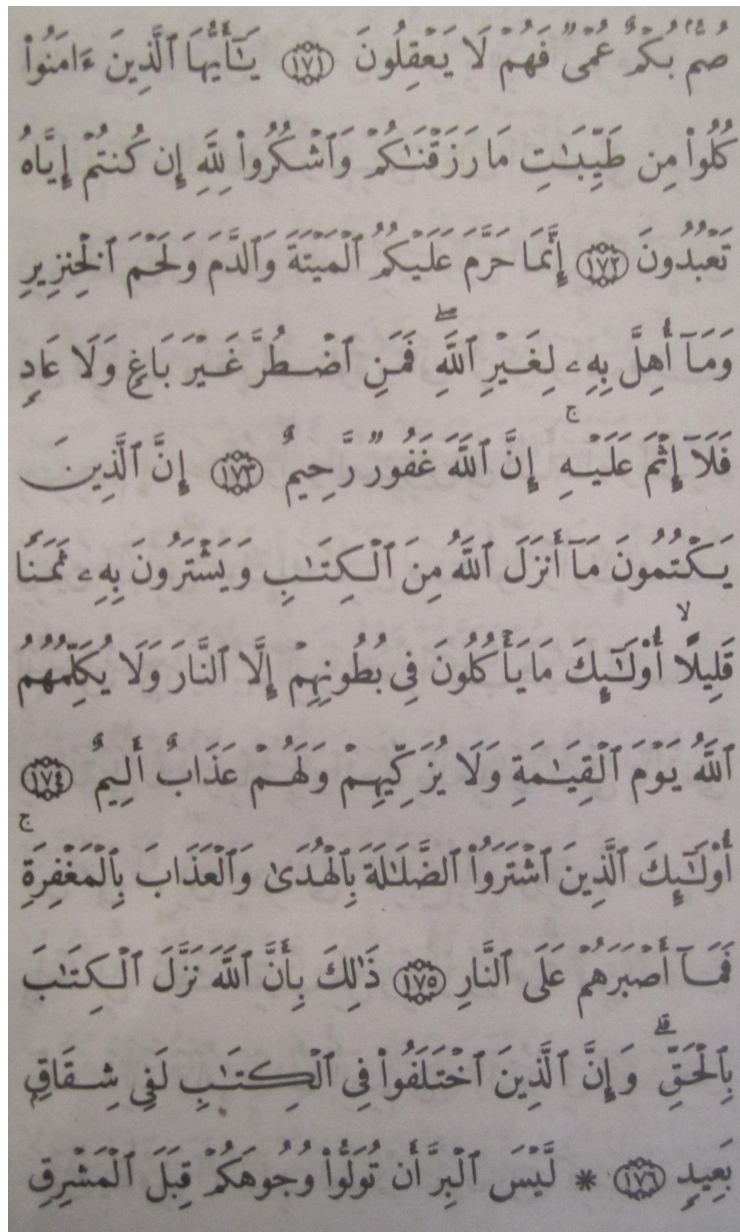 صُمٌّۢ بُكْمٌ عُمْىٌ فَهُمْ لَا يَعْقِلُونَ ١٧١ يَـٰٓأَيُّهَا ٱلَّذِينَ ءَامَنُوا۟
كُلُوا۟ مِن طَيِّبَـٰتِ مَا رَزَقْنَـٰكُمْ وَٱشْكُرُوا۟ لِلَّهِ إِن كُنتُمْ إِيَّاهُ
تَعْبُدُونَ ١٧٢ إِنَّمَا حَرَّمَ عَلَيْكُمُ ٱلْمَيْتَةَ وَٱلدَّمَ وَلَحْمَ ٱلْخِنزِيرِ
وَمَآ أُهِلَّ بِهِۦ لِغَيْرِ ٱللَّهِ ۖ فَمَنِ ٱضْطُرَّ غَيْرَ بَاغٍ وَلَا عَادٍ
فَلَآ إِثْمَ عَلَيْهِ ۚ إِنَّ ٱللَّهَ غَفُورٌ رَّحِيمٌ ١٧٣ إِنَّ ٱلَّذِينَ
يَكْتُمُونَ مَآ أَنزَلَ ٱللَّهُ مِنَ ٱلْكِتَـٰبِ وَيَشْتَرُونَ بِهِۦ ثَمَنًا
قَلِيلًا ۙ أُو۟لَـٰٓئِكَ مَا يَأْكُلُونَ فِى بُطُونِهِمْ إِلَّا ٱلنَّارَ وَلَا يُكَلِّمُهُمُ
ٱللَّهُ يَوْمَ ٱلْقِيَـٰمَةِ وَلَا يُزَكِّيهِمْ وَلَهُمْ عَذَابٌ أَلِيمٌ ١٧٤
أُو۟لَـٰٓئِكَ ٱلَّذِينَ ٱشْتَرَوُا۟ ٱلضَّلَـٰلَةَ بِٱلْهُدَىٰ وَٱلْعَذَابَ بِٱلْمَغْفِرَةِ ۚ
فَمَآ أَصْبَرَهُمْ عَلَى ٱلنَّارِ ١٧٥ ذَٰلِكَ بِأَنَّ ٱللَّهَ نَزَّلَ ٱلْكِتَـٰبَ
بِٱلْحَقِّ ۗ وَإِنَّ ٱلَّذِينَ ٱخْتَلَفُوا۟ فِى ٱلْكِتَـٰبِ لَفِى شِقَاقٍۭ
بَعِيدٍ ١٧٦ * لَّيْسَ ٱلْبِرَّ أَن تُوَلُّوا۟ وُجُوهَكُمْ قِبَلَ ٱلْمَشْرِقِ